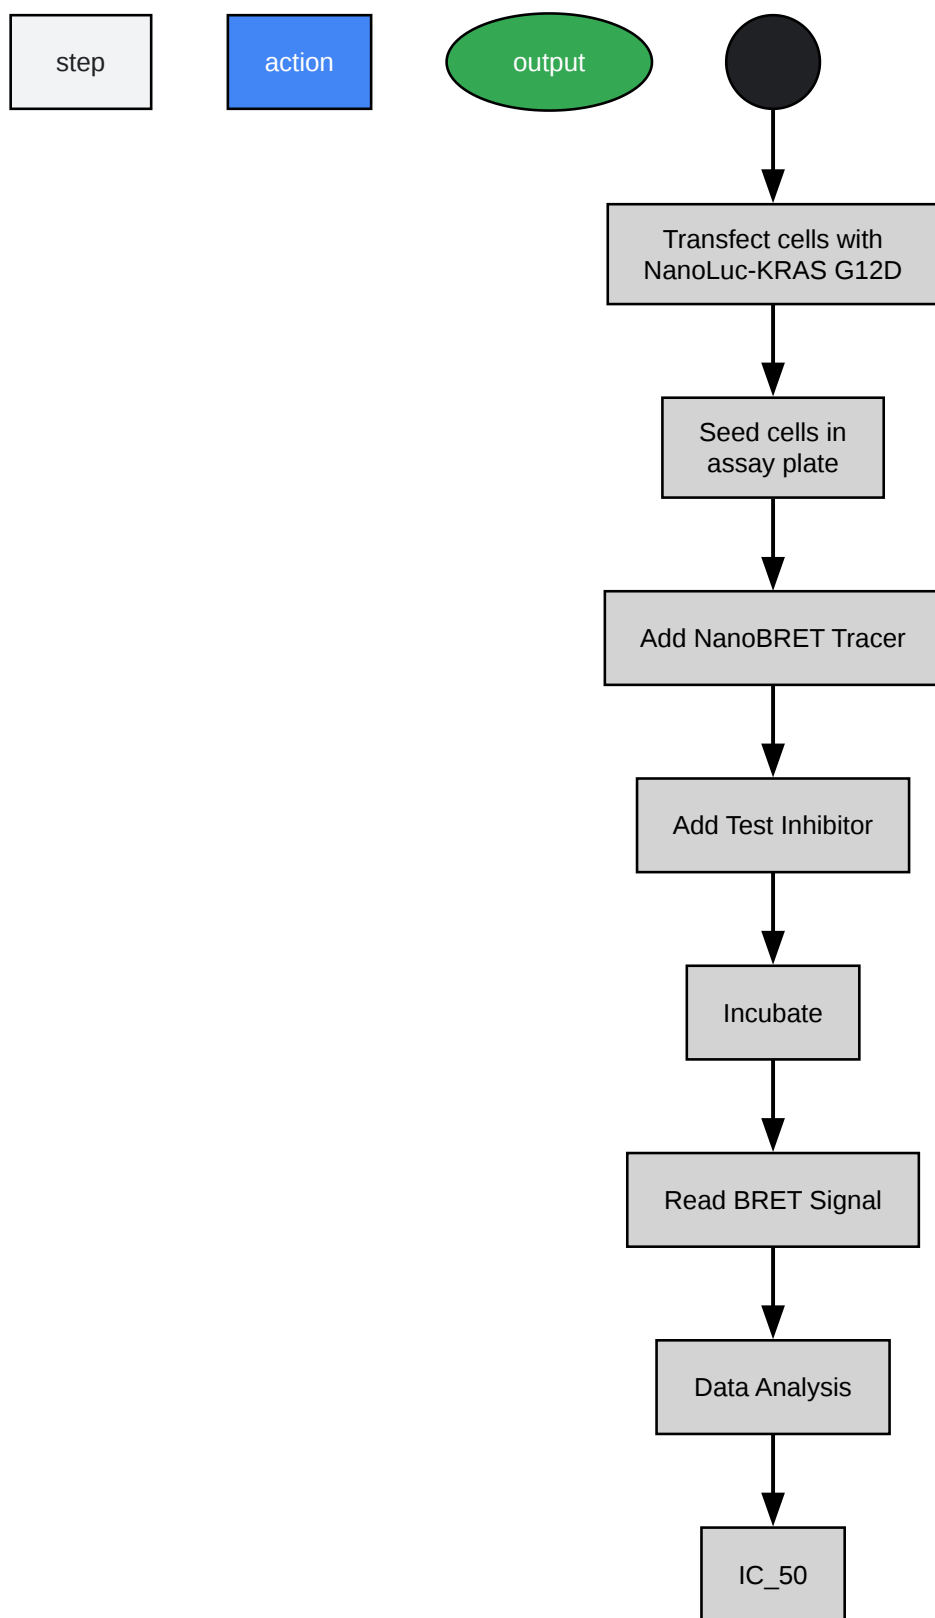 step
action
output
Transfect cells with
NanoLuc-KRAS G12D
Seed cells in
assay plate
Add NanoBRET Tracer
Add Test Inhibitor
Incubate
Read BRET Signal
Data Analysis
IC_50